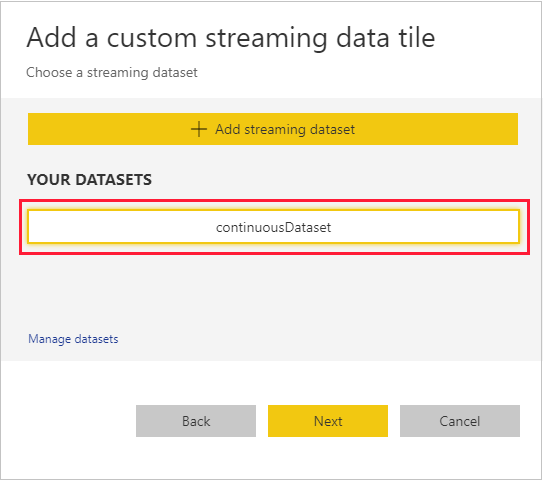 Add a custom streaming data tile
Choose a streaming dataset
Add streaming dataset
YOUR DATASETS
continuousDataset
Manage datasets
Back
Next
Cancel